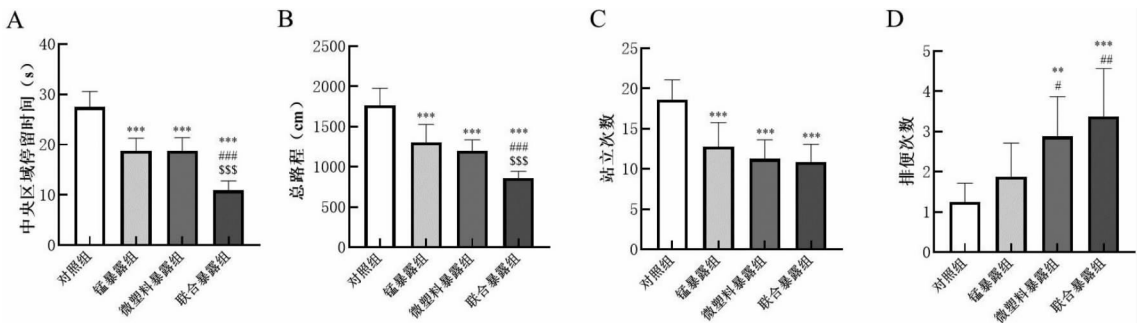 A
中央区域停留时间（s）
40
30
20
10
0
***
***
***
###
$$$
对照组
锰暴露组
微塑料暴露组
联合暴露组
B
总路程（cm）
2500
2000
1500
1000
500
0
***
***
***
###
$$$
对照组
锰暴露组
微塑料暴露组
联合暴露组
C
站立次数
25
20
15
10
5
0
***
***
***
对照组
锰暴露组
微塑料暴露组
联合暴露组
D
排便次数
5
4
3
2
1
0
**
#
***
##
对照组
锰暴露组
微塑料暴露组
联合暴露组